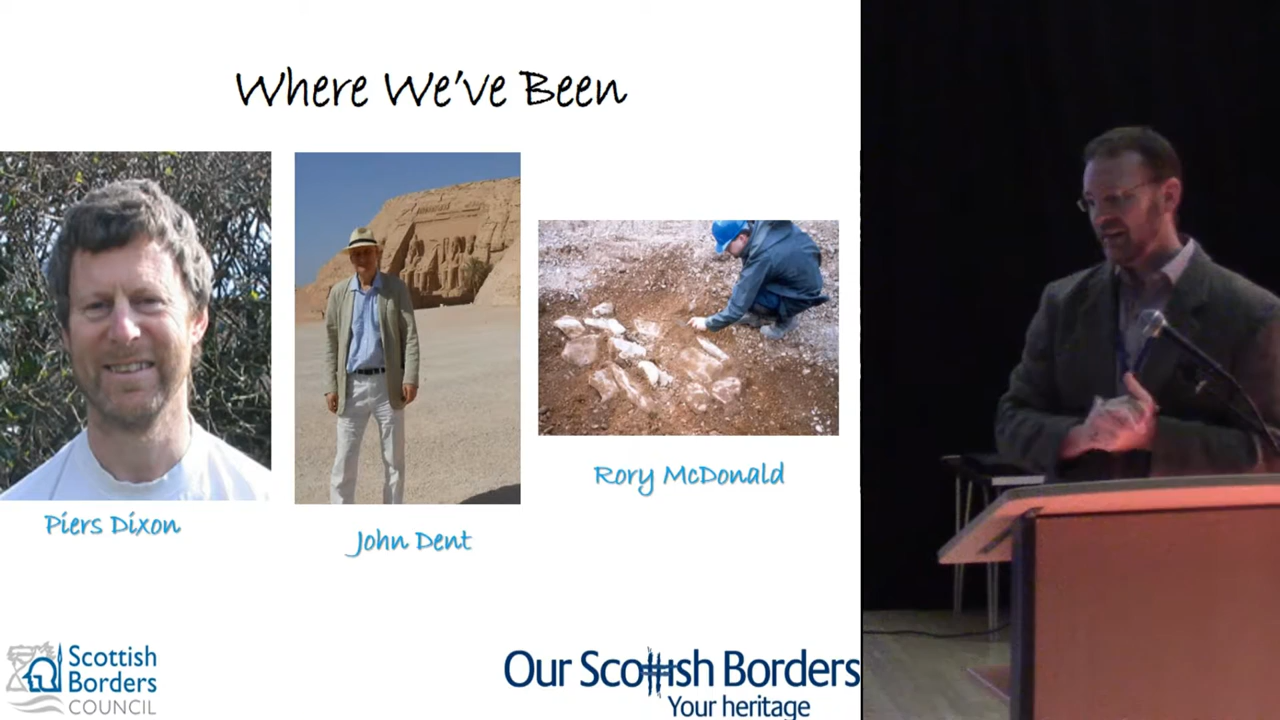 Where We've Been
Piers Dixon
John Dent
Rory McDonald
Scottish
Borders
COUNCIL
Our Scottish Borders
Your heritage